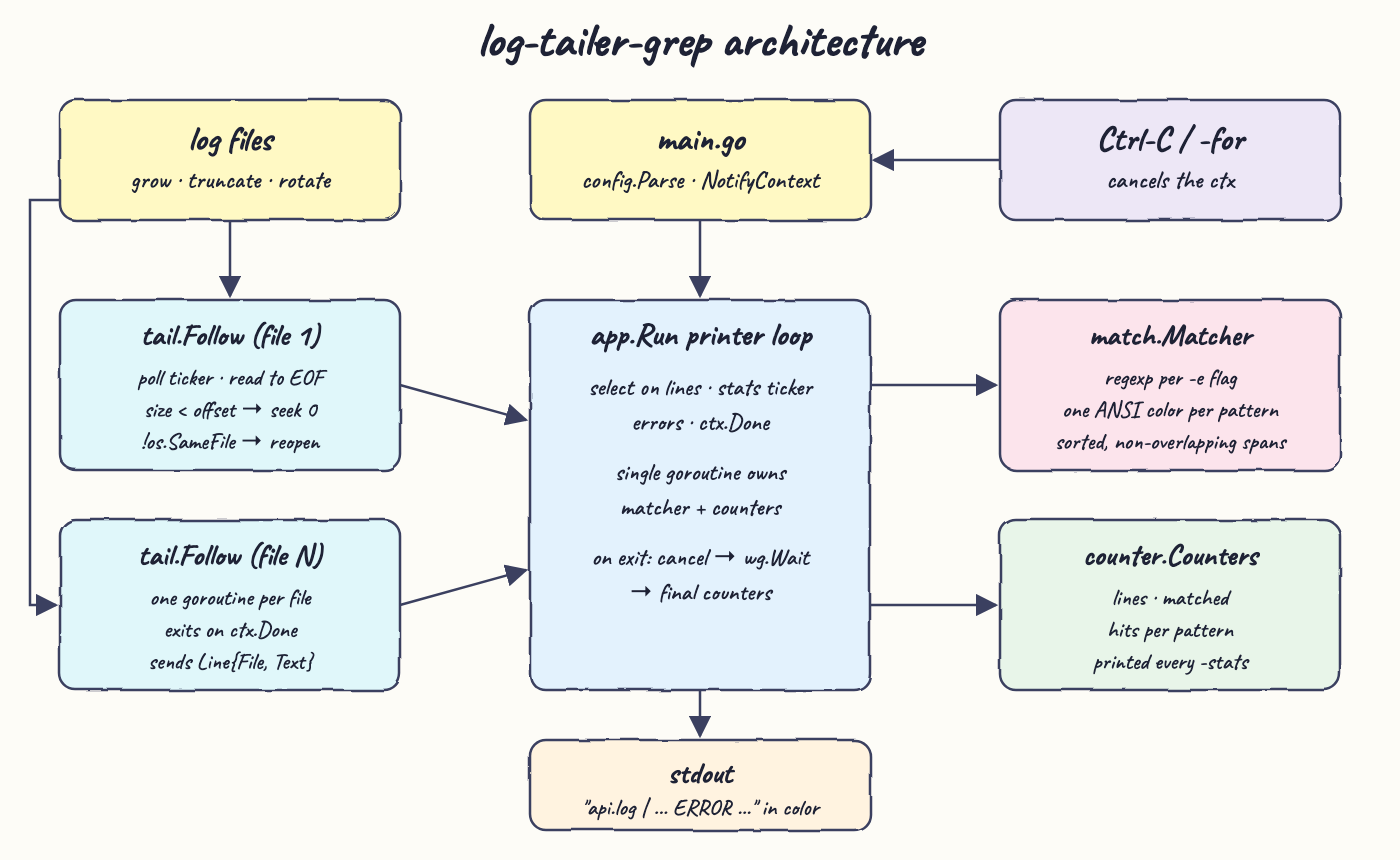 log-tailer-grep architecture
log files
grow · truncate · rotate
main.go
config.Parse · NotifyContext
Ctrl-C / -for
cancels the ctx
tail.Follow (file 1)
poll ticker · read to EOF
size < offset → seek 0
!os.SameFile → reopen
app.Run printer loop
select on lines · stats ticker
errors · ctx.Done
single goroutine owns
matcher + counters
on exit: cancel → wg.Wait
→ final counters
match.Matcher
regexp per -e flag
one ANSI color per pattern
sorted, non-overlapping spans
tail.Follow (file N)
one goroutine per file
exits on ctx.Done
sends Line{File, Text}
counter.Counters
lines · matched
hits per pattern
printed every -stats
stdout
"api.log | ... ERROR ..." in color